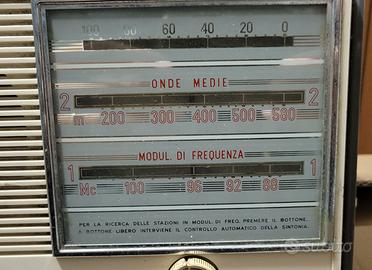 100 80 60 40 20 0
ONDE MEDIE
2 2
m 200 300 400 500 580
MODUL. DI FREQUENZA
1 1
Mc 100 96 92 88
PER LA RICERCA DELLE STAZIONI IN MODUL. DI FREQ. PREMERE IL BOTTONE.
A BOTTONE LIBERO INTERVIENE IL CONTROLLO AUTOMATICO DELLA SINTONIA.
SUBITO